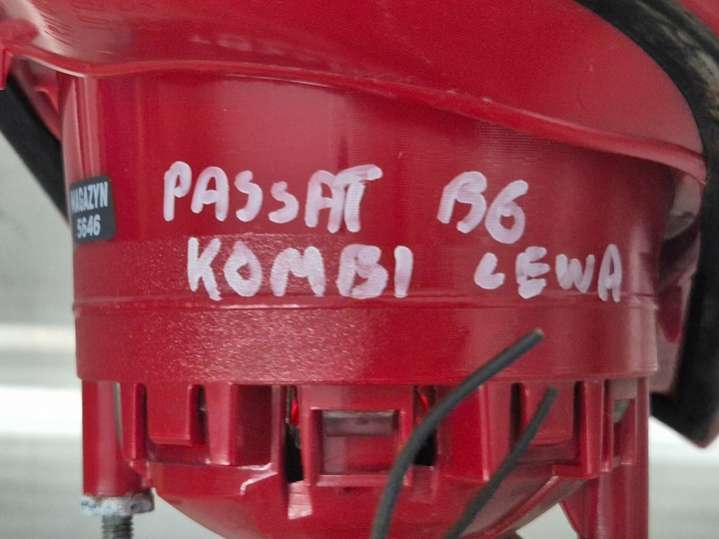 PASSAT B6
KOMBI LEWA
MAGAZYN
5646